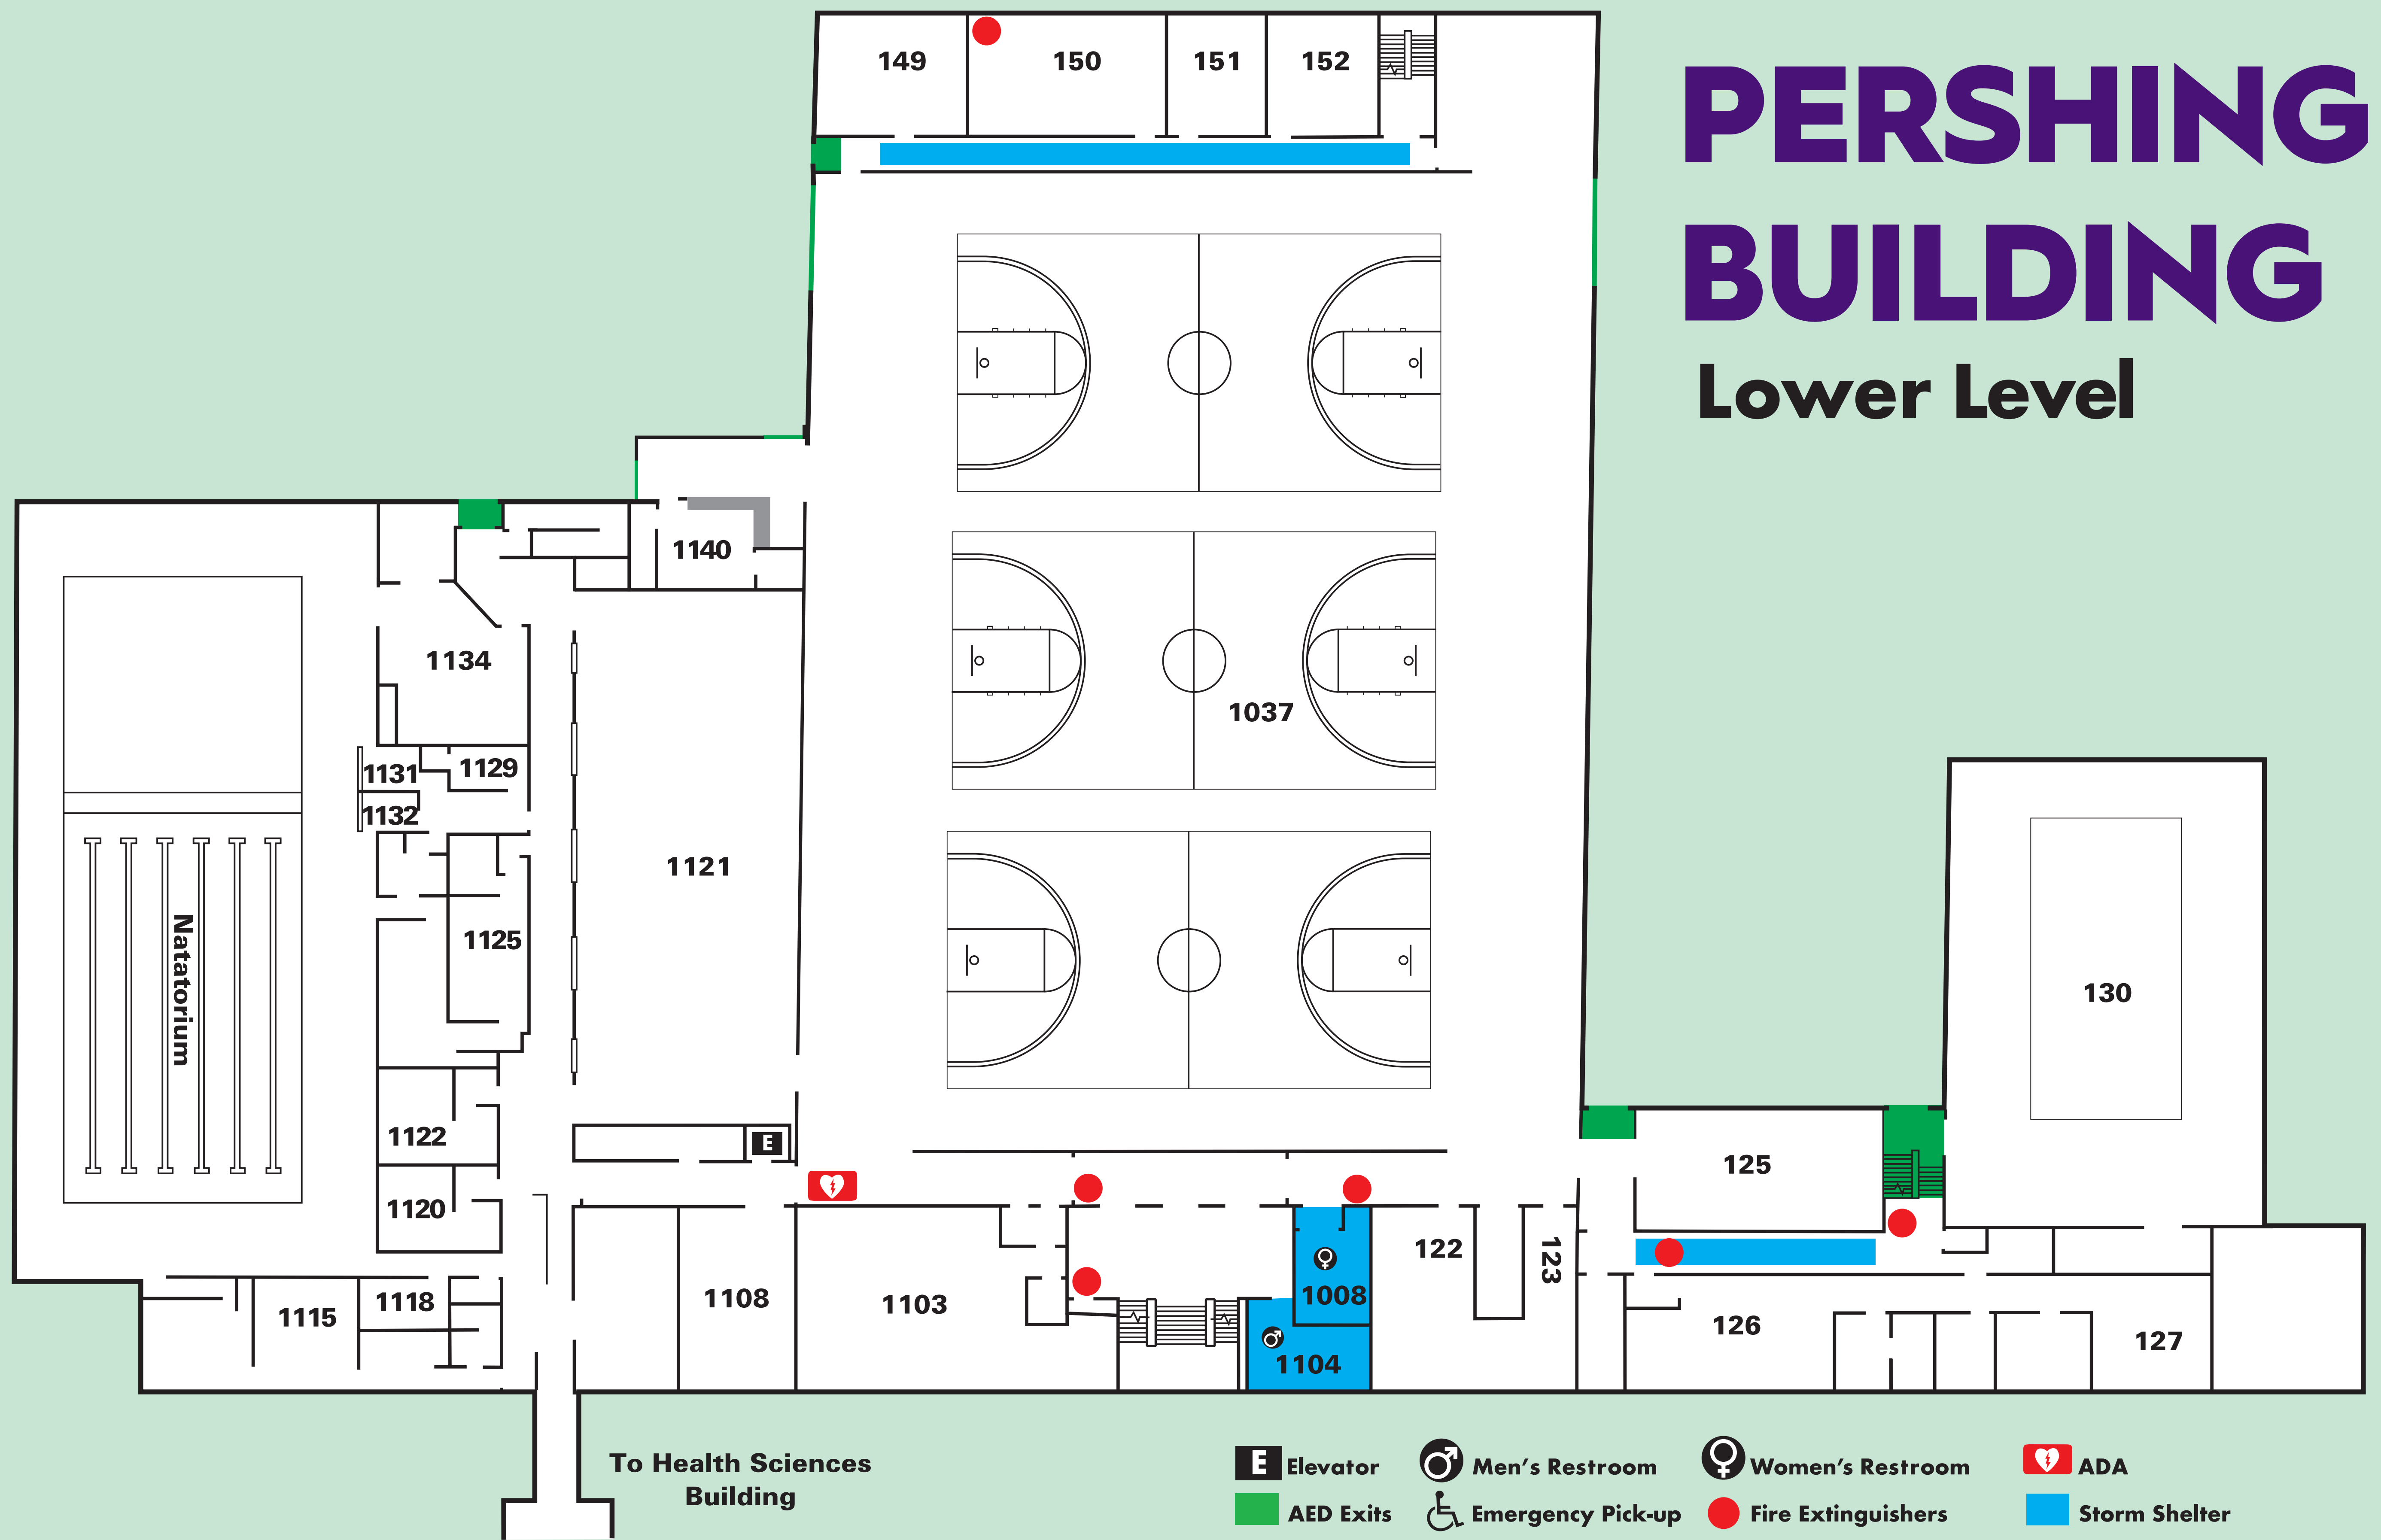 PERSHING
BUILDING
Lower Level
149
150
151
152
1140
1134
1037
1131
1129
1132
1121
Natatorium
1125
130
1122
E
125
1120
122
123
1115
1118
1108
1103
1008
1104
126
127
To Health Sciences
Building
E Elevator
Men's Restroom
Women's Restroom
ADA
AED Exits
Emergency Pick-up
Fire Extinguishers
Storm Shelter